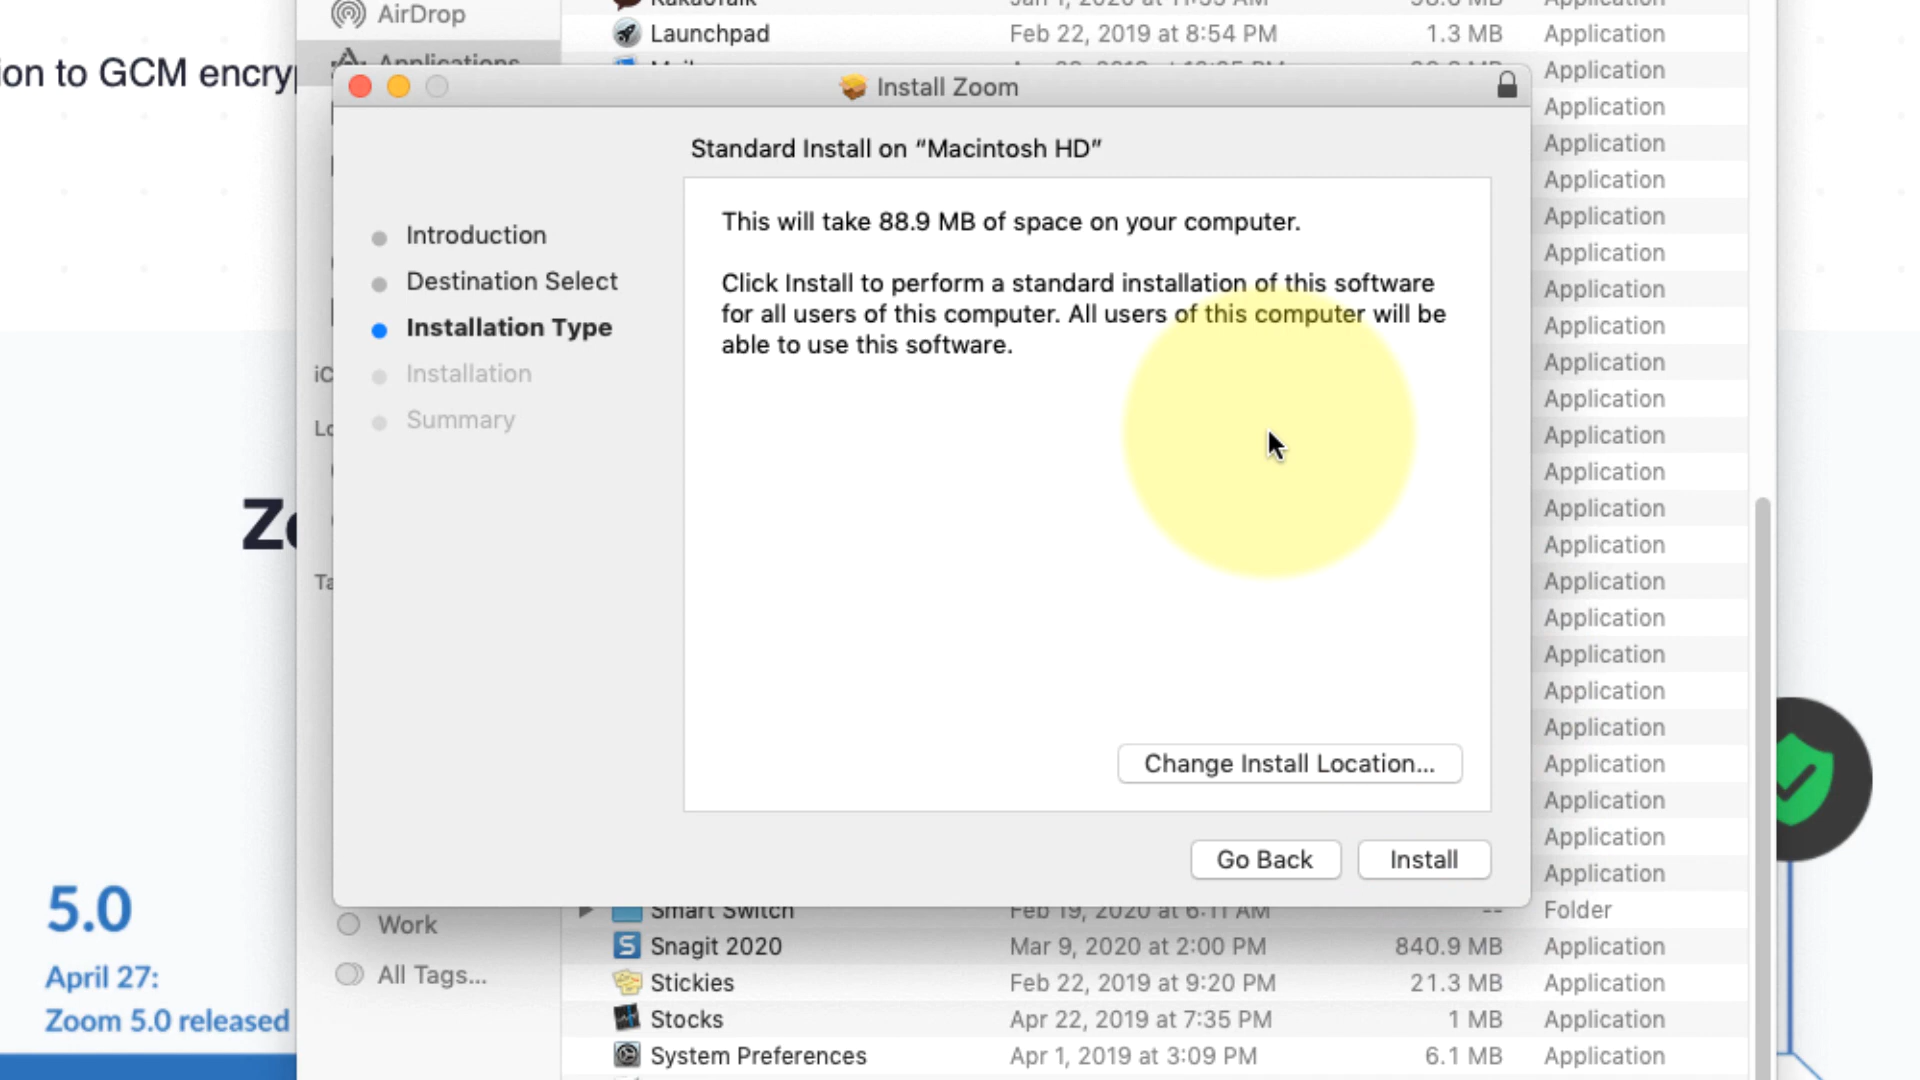 AirDrop
Launchpad Feb 22, 2019 at 8:54 PM 1.3 MB Application
Applications
Application
ion to GCM encryp
Install Zoom
Application
Standard Install on “Macintosh HD”
Application
Application
Application
This will take 88.9 MB of space on your computer.
Introduction
Application
Destination Select
Click Install to perform a standard installation of this software
for all users of this computer. All users of this computer will be
able to use this software.
Application
Installation Type
Application
iC
Installation
Application
Application
Lo
Summary
Application
Application
Application
Zo
Application
Ta
Application
Application
Application
Application
Application
Change Install Location...
Application
Application
Application
Go Back
Install
Application
Smart Switch Feb 19, 2020 at 6:11 AM -- Folder
5.0
Work
Snagit 2020 Mar 9, 2020 at 2:00 PM 840.9 MB Application
All Tags...
April 27:
Stickies Feb 22, 2019 at 9:20 PM 21.3 MB Application
Zoom 5.0 released
Stocks Apr 22, 2019 at 7:35 PM 1 MB Application
System Preferences Apr 1, 2019 at 3:09 PM 6.1 MB Application